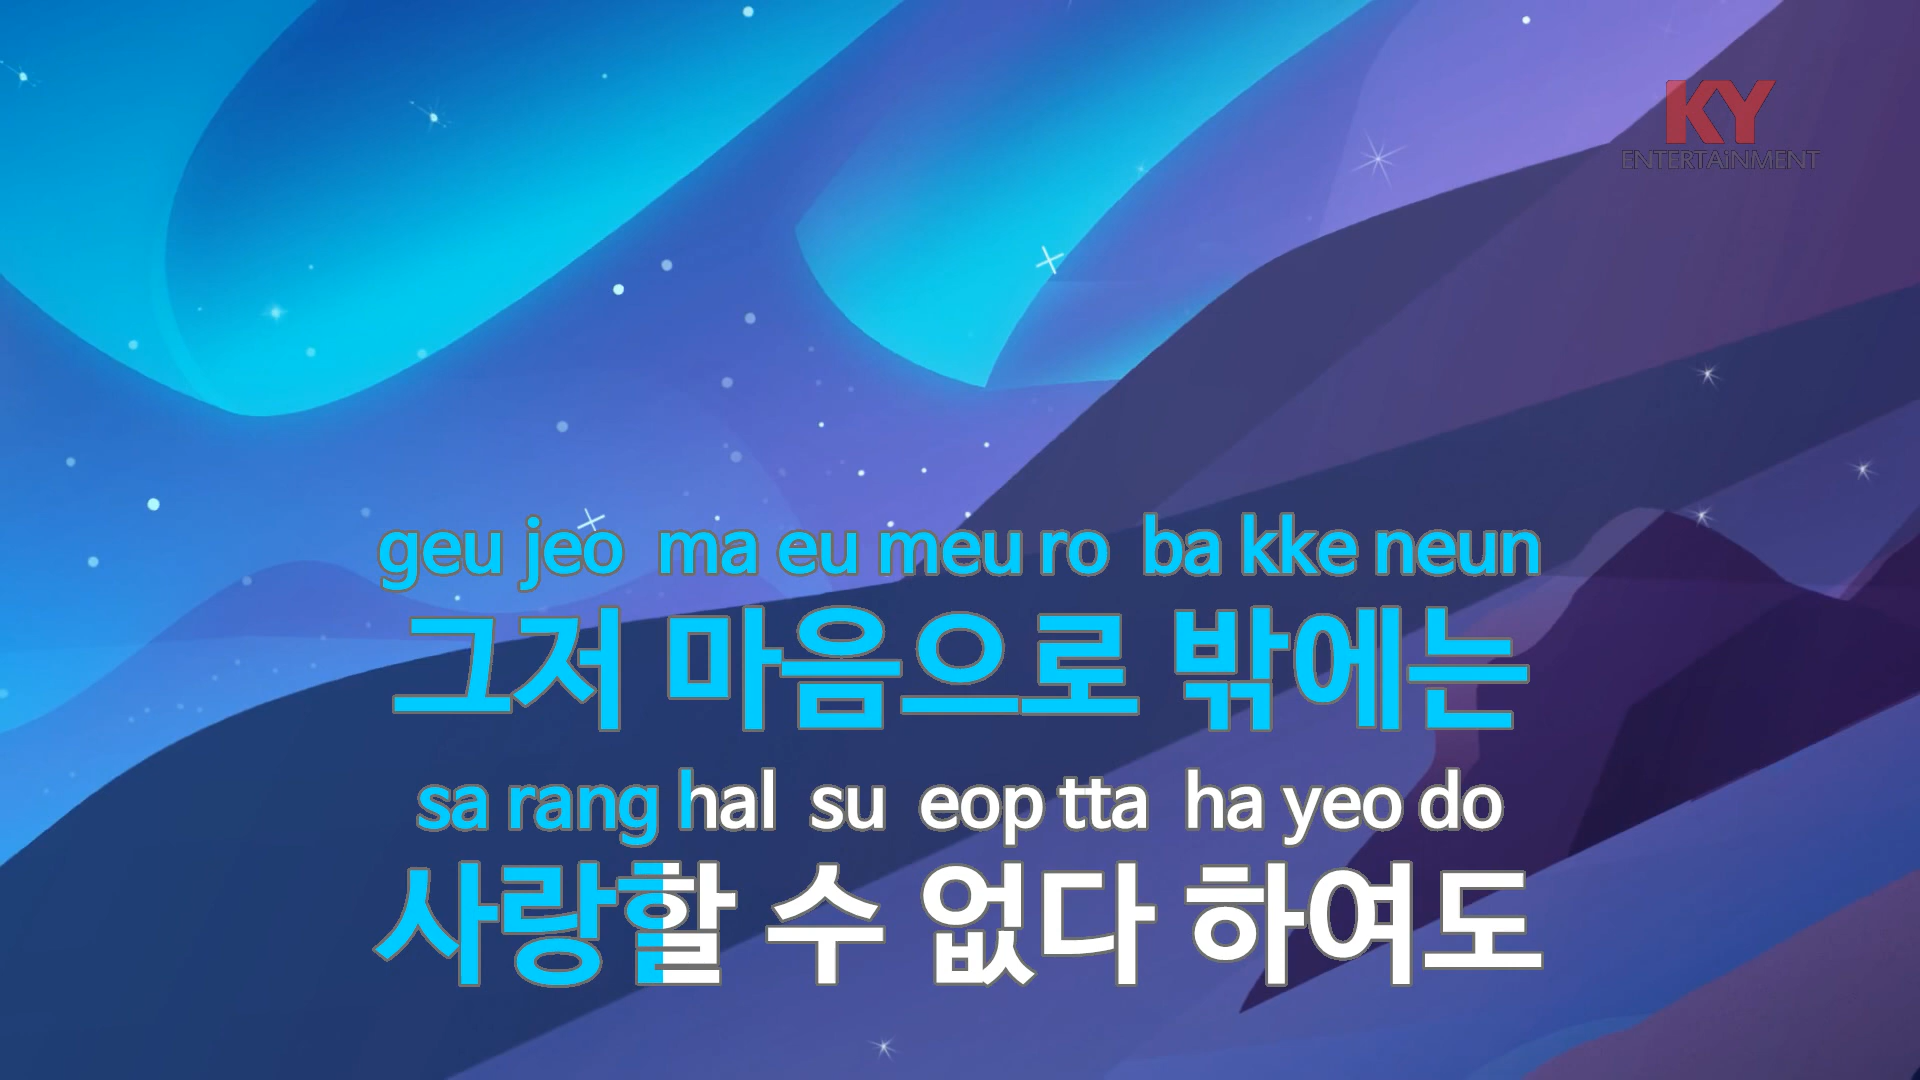 KY
ENTERTAiNMENT
geu jeo ma eu meu ro ba kke neun
그저 마음으로 밖에는
sa rang hal su eop tta ha yeo do
사랑할 수 없다 하여도